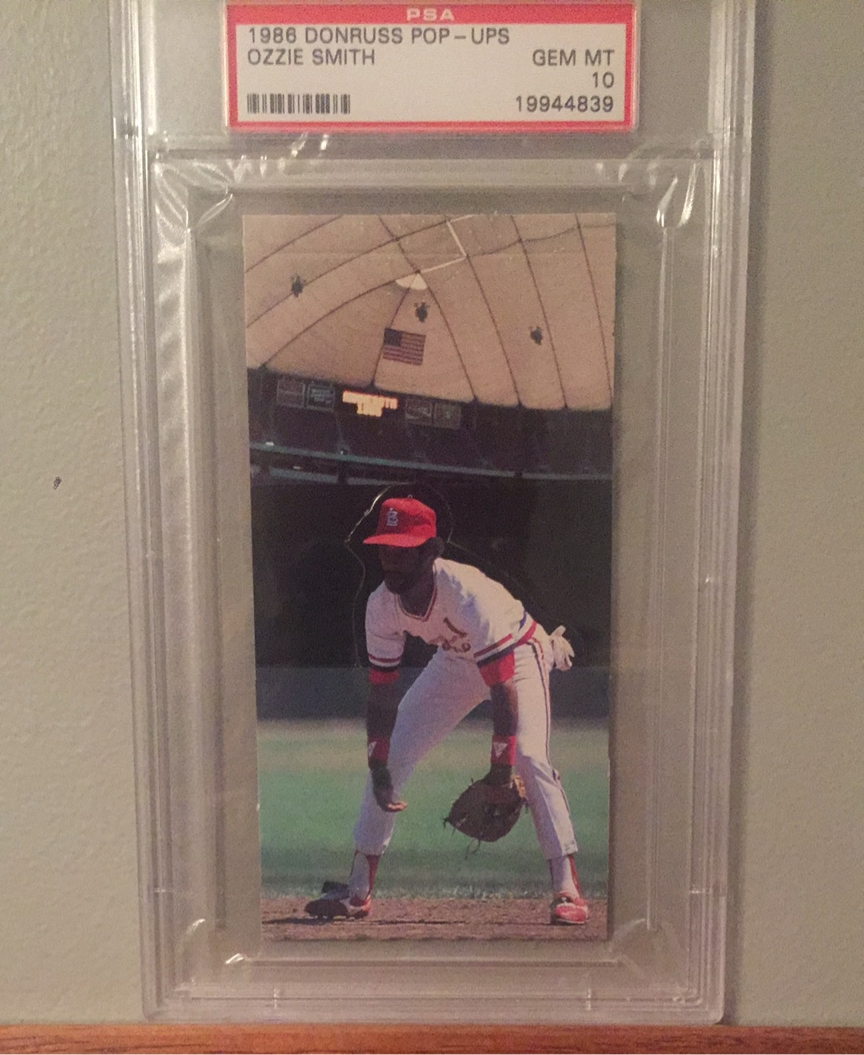 PSA
1986 DONRUSS POP-UPS
OZZIE SMITH
GEM MT
10
19944839